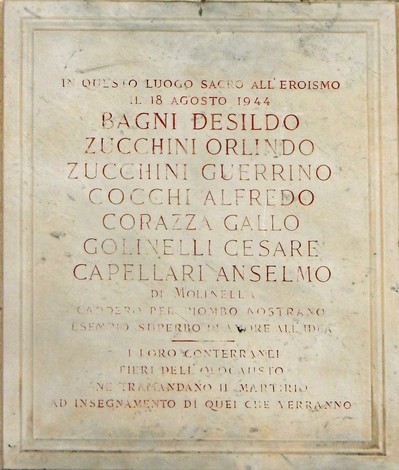 IN QUESTO LUOGO SACRO ALL'EROISMO
IL 18 AGOSTO 1944
BAGNI DESILDO
ZUCCHINI ORLINDO
ZUCCHINI GUERRINO
COCCHI ALFREDO
CORAZZA GALLO
GOLINELLI CESARE
CAPELLARI ANSELMO
DI MOLINELLA
CADDERO PER PIOMBO NOSTRANO
ESEMPIO SUPERBO DI AMORE ALL'IDEA
I LORO CONTERRANEI
FIERI DELL'OLOCAUSTO
NE TRAMANDANO IL MARTIRIO
AD INSEGNAMENTO DI QUEI CHE VERRANNO